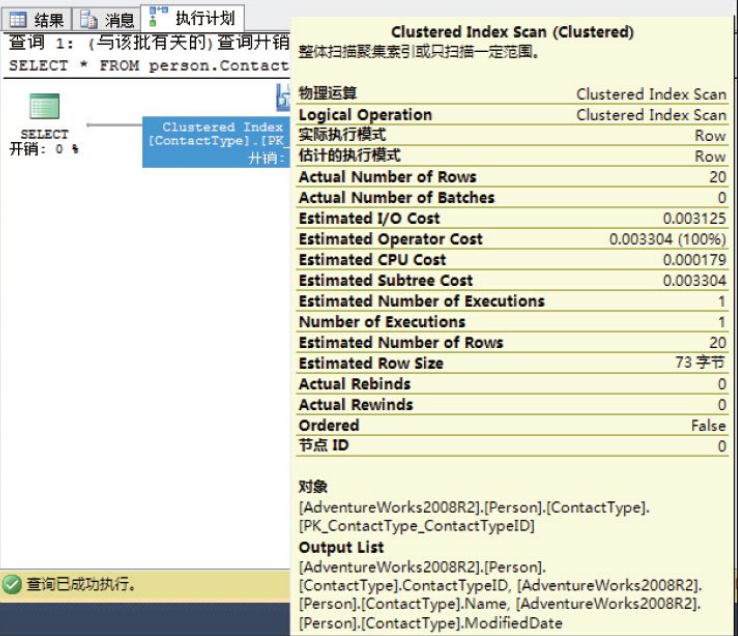 结果 消息 执行计划
查询 1: (与该批有关的)查询开销
SELECT * FROM person.Contact
SELECT
开销: 0 %
Clustered Index
[ContactType].[PK_
开销:
Clustered Index Scan (Clustered)
整体扫描聚集索引或只扫描一定范围。
物理运算 Clustered Index Scan
Logical Operation Clustered Index Scan
实际执行模式 Row
估计的执行模式 Row
Actual Number of Rows 20
Actual Number of Batches 0
Estimated I/O Cost 0.003125
Estimated Operator Cost 0.003304 (100%)
Estimated CPU Cost 0.000179
Estimated Subtree Cost 0.003304
Estimated Number of Executions 1
Number of Executions 1
Estimated Number of Rows 20
Estimated Row Size 73 字节
Actual Rebinds 0
Actual Rewinds 0
Ordered False
节点 ID 0
对象
[AdventureWorks2008R2].[Person].[ContactType].
[PK_ContactType_ContactTypeID]
Output List
[AdventureWorks2008R2].[Person].
[ContactType].ContactTypeID, [AdventureWorks2008R2].
[Person].[ContactType].Name, [AdventureWorks2008R2].
[Person].[ContactType].ModifiedDate
查询已成功执行。